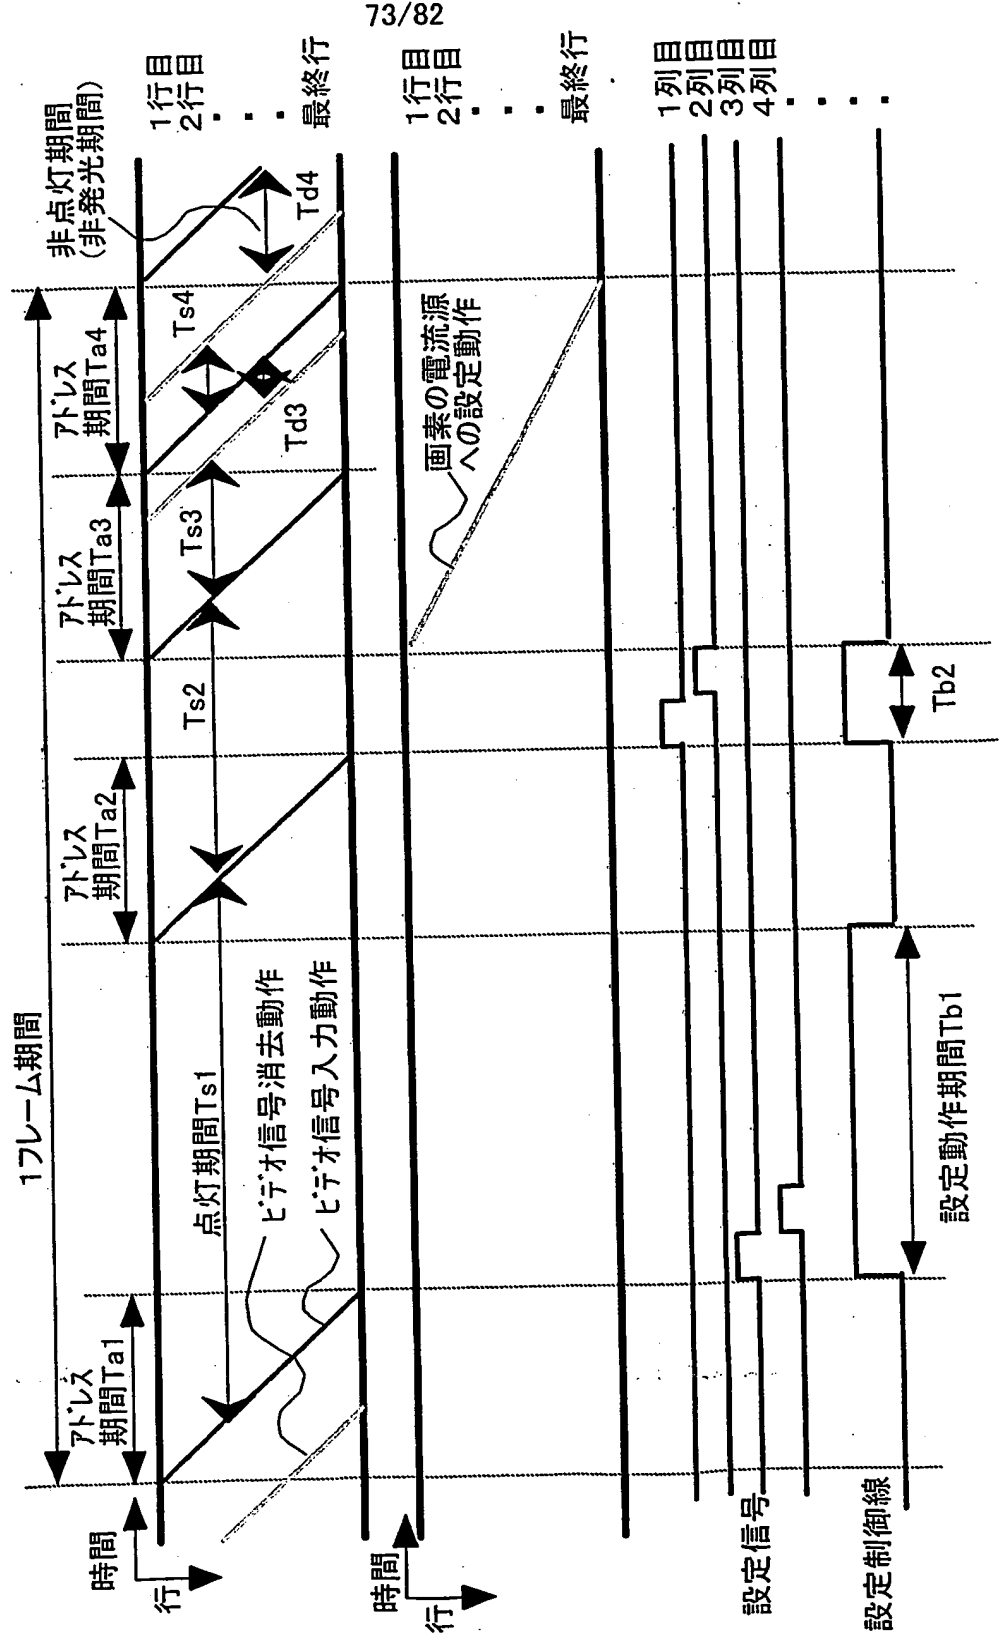 73/82
1フレーム期間
アドレス
期間Ta1
アドレス
期間Ta2
アドレス
期間Ta3
アドレス
期間Ta4
非点灯期間
(非発光期間)
時間
行
1行目
2行目
・
・
・
最終行
点灯期間Ts1
Ts2
Ts3
Ts4
Td3
Td4
ビデオ信号消去動作
ビデオ信号入力動作
時間
行
1行目
2行目
・
・
・
最終行
画素の電流源
への設定動作
設定信号
1列目
2列目
3列目
4列目
・
・
・
・
設定制御線
設定動作期間Tb1
Tb2